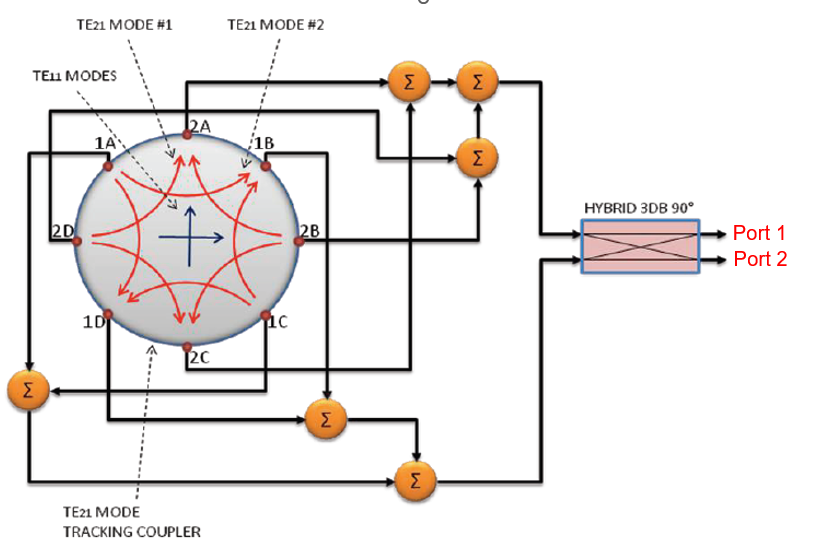 TE21 MODE #1
TE21 MODE #2
TE11 MODES
Σ
Σ
2A
1A
1B
Σ
HYBRID 3DB 90°
2D
2B
Port 1
Port 2
1D
1C
2C
Σ
Σ
Σ
TE21 MODE
TRACKING COUPLER